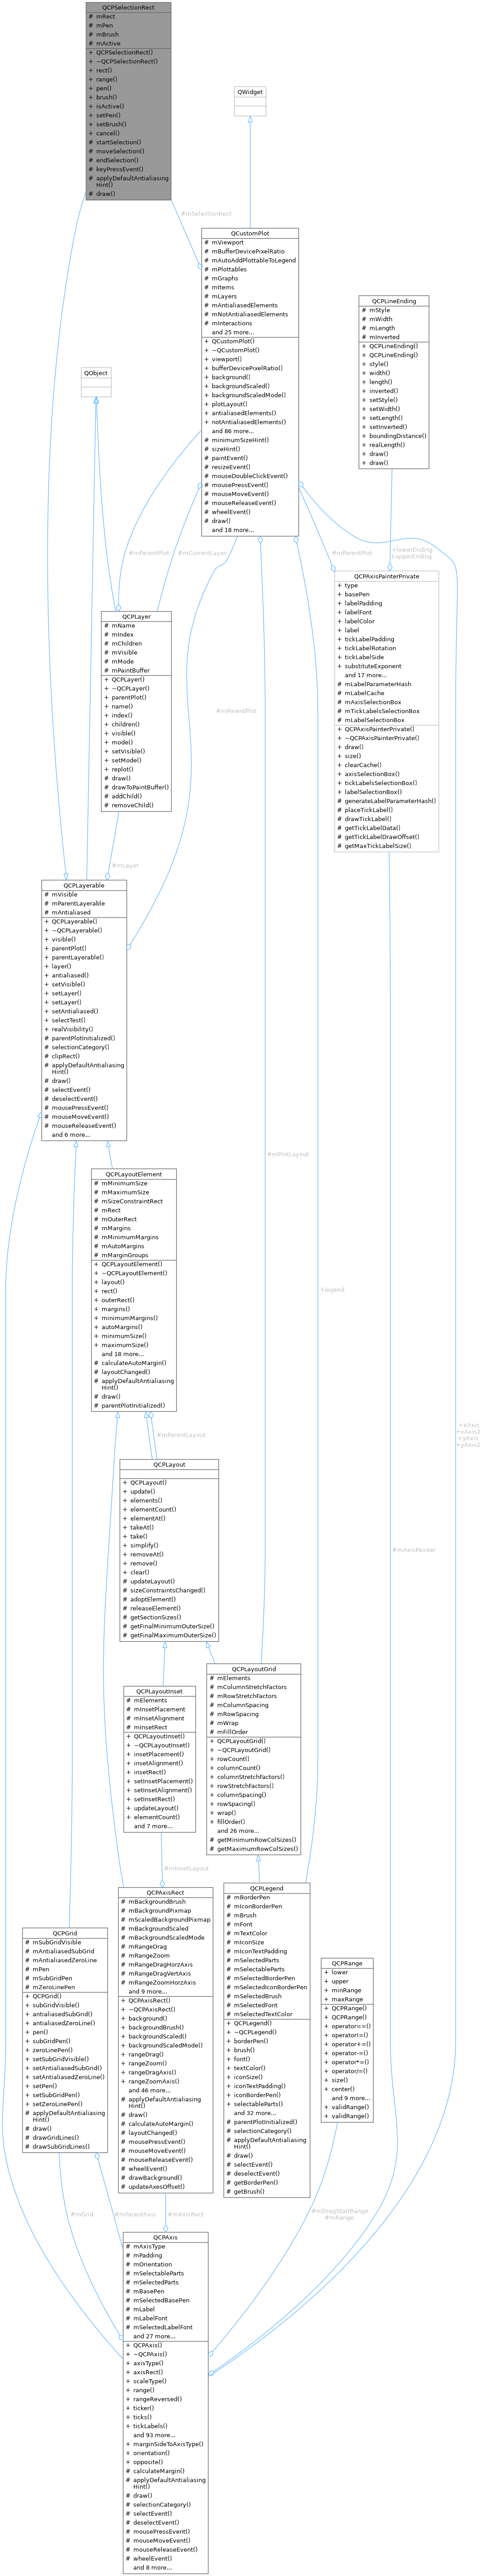 QCPSelectionRect
# mRect
# mPen
# mBrush
# mActive
+ QCPSelectionRect()
+ ~QCPSelectionRect()
+ rect()
+ range()
+ pen()
+ brush()
+ isActive()
+ setPen()
+ setBrush()
+ cancel()
# startSelection()
# moveSelection()
# endSelection()
# keyPressEvent()
# applyDefaultAntialiasing
Hint()
# draw()
QWidget
#mSelectionRect
QCustomPlot
# mViewport
# mBufferDevicePixelRatio
# mAutoAddPlottableToLegend
# mPlottables
# mGraphs
# mItems
# mLayers
# mAntialiasedElements
# mNotAntialiasedElements
# mInteractions
and 25 more...
+ QCustomPlot()
+ ~QCustomPlot()
+ viewport()
+ bufferDevicePixelRatio()
+ background()
+ backgroundScaled()
+ backgroundScaledMode()
+ plotLayout()
+ antialiasedElements()
+ notAntialiasedElements()
and 86 more...
# minimumSizeHint()
# sizeHint()
# paintEvent()
# resizeEvent()
# mouseDoubleClickEvent()
# mousePressEvent()
# mouseMoveEvent()
# mouseReleaseEvent()
# wheelEvent()
# draw()
and 18 more...
QCPLineEnding
# mStyle
# mWidth
# mLength
# mInverted
+ QCPLineEnding()
+ QCPLineEnding()
+ style()
+ width()
+ length()
+ inverted()
+ setStyle()
+ setWidth()
+ setLength()
+ setInverted()
+ boundingDistance()
+ realLength()
+ draw()
+ draw()
QObject
#mParentPlot
#mCurrentLayer
#mParentPlot
+lowerEnding
+upperEnding
QCPAxisPainterPrivate
+ type
+ basePen
+ labelPadding
+ labelFont
+ labelColor
+ label
+ tickLabelPadding
+ tickLabelRotation
+ tickLabelSide
+ substituteExponent
and 17 more...
# mLabelParameterHash
# mLabelCache
# mAxisSelectionBox
# mTickLabelsSelectionBox
# mLabelSelectionBox
+ QCPAxisPainterPrivate()
+ ~QCPAxisPainterPrivate()
+ draw()
+ size()
+ clearCache()
+ axisSelectionBox()
+ tickLabelsSelectionBox()
+ labelSelectionBox()
# generateLabelParameterHash()
# placeTickLabel()
# drawTickLabel()
# getTickLabelData()
# getTickLabelDrawOffset()
# getMaxTickLabelSize()
QCPLayer
# mName
# mIndex
# mChildren
# mVisible
# mMode
# mPaintBuffer
+ QCPLayer()
+ ~QCPLayer()
+ parentPlot()
+ name()
+ index()
+ children()
+ visible()
+ mode()
+ setVisible()
+ setMode()
+ replot()
# draw()
# drawToPaintBuffer()
# addChild()
# removeChild()
#mParentPlot
#mLayer
QCPLayerable
# mVisible
# mParentLayerable
# mAntialiased
+ QCPLayerable()
+ ~QCPLayerable()
+ visible()
+ parentPlot()
+ parentLayerable()
+ layer()
+ antialiased()
+ setVisible()
+ setLayer()
+ setLayer()
+ setAntialiased()
+ selectTest()
+ realVisibility()
# parentPlotInitialized()
# selectionCategory()
# clipRect()
# applyDefaultAntialiasing
Hint()
# draw()
# selectEvent()
# deselectEvent()
# mousePressEvent()
# mouseMoveEvent()
# mouseReleaseEvent()
and 6 more...
#mPlotLayout
QCPLayoutElement
# mMinimumSize
# mMaximumSize
# mSizeConstraintRect
# mRect
# mOuterRect
# mMargins
# mMinimumMargins
# mAutoMargins
# mMarginGroups
+ QCPLayoutElement()
+ ~QCPLayoutElement()
+ layout()
+ rect()
+ outerRect()
+ margins()
+ minimumMargins()
+ autoMargins()
+ minimumSize()
+ maximumSize()
and 18 more...
# calculateAutoMargin()
# layoutChanged()
# applyDefaultAntialiasing
Hint()
# draw()
# parentPlotInitialized()
+legend
+xAxis
+xAxis2
+yAxis
+yAxis2
#mParentLayout
QCPLayout
+ QCPLayout()
+ update()
+ elements()
+ elementCount()
+ elementAt()
+ takeAt()
+ take()
+ simplify()
+ removeAt()
+ remove()
+ clear()
# updateLayout()
# sizeConstraintsChanged()
# adoptElement()
# releaseElement()
# getSectionSizes()
# getFinalMinimumOuterSize()
# getFinalMaximumOuterSize()
#mAxisPainter
QCPLayoutInset
# mElements
# mInsetPlacement
# mInsetAlignment
# mInsetRect
+ QCPLayoutInset()
+ ~QCPLayoutInset()
+ insetPlacement()
+ insetAlignment()
+ insetRect()
+ setInsetPlacement()
+ setInsetAlignment()
+ setInsetRect()
+ updateLayout()
+ elementCount()
and 7 more...
QCPLayoutGrid
# mElements
# mColumnStretchFactors
# mRowStretchFactors
# mColumnSpacing
# mRowSpacing
# mWrap
# mFillOrder
+ QCPLayoutGrid()
+ ~QCPLayoutGrid()
+ rowCount()
+ columnCount()
+ columnStretchFactors()
+ rowStretchFactors()
+ columnSpacing()
+ rowSpacing()
+ wrap()
+ fillOrder()
and 26 more...
# getMinimumRowColSizes()
# getMaximumRowColSizes()
#mInsetLayout
QCPAxisRect
# mBackgroundBrush
# mBackgroundPixmap
# mScaledBackgroundPixmap
# mBackgroundScaled
# mBackgroundScaledMode
# mRangeDrag
# mRangeZoom
# mRangeDragHorzAxis
# mRangeDragVertAxis
# mRangeZoomHorzAxis
and 9 more...
+ QCPAxisRect()
+ ~QCPAxisRect()
+ background()
+ backgroundBrush()
+ backgroundScaled()
+ backgroundScaledMode()
+ rangeDrag()
+ rangeZoom()
+ rangeDragAxis()
+ rangeZoomAxis()
and 46 more...
# applyDefaultAntialiasing
Hint()
# draw()
# calculateAutoMargin()
# layoutChanged()
# mousePressEvent()
# mouseMoveEvent()
# mouseReleaseEvent()
# wheelEvent()
# drawBackground()
# updateAxesOffset()
QCPLegend
# mBorderPen
# mIconBorderPen
# mBrush
# mFont
# mTextColor
# mIconSize
# mIconTextPadding
# mSelectedParts
# mSelectableParts
# mSelectedBorderPen
# mSelectedIconBorderPen
# mSelectedBrush
# mSelectedFont
# mSelectedTextColor
+ QCPLegend()
+ ~QCPLegend()
+ borderPen()
+ brush()
+ font()
+ textColor()
+ iconSize()
+ iconTextPadding()
+ iconBorderPen()
+ selectableParts()
and 32 more...
# parentPlotInitialized()
# selectionCategory()
# applyDefaultAntialiasing
Hint()
# draw()
# selectEvent()
# deselectEvent()
# getBorderPen()
# getBrush()
QCPGrid
# mSubGridVisible
# mAntialiasedSubGrid
# mAntialiasedZeroLine
# mPen
# mSubGridPen
# mZeroLinePen
+ QCPGrid()
+ subGridVisible()
+ antialiasedSubGrid()
+ antialiasedZeroLine()
+ pen()
+ subGridPen()
+ zeroLinePen()
+ setSubGridVisible()
+ setAntialiasedSubGrid()
+ setAntialiasedZeroLine()
+ setPen()
+ setSubGridPen()
+ setZeroLinePen()
# applyDefaultAntialiasing
Hint()
# draw()
# drawGridLines()
# drawSubGridLines()
QCPRange
+ lower
+ upper
+ minRange
+ maxRange
+ QCPRange()
+ QCPRange()
+ operator==()
+ operator!=()
+ operator+=()
+ operator-=()
+ operator*=()
+ operator/=()
+ size()
+ center()
and 9 more...
+ validRange()
+ validRange()
#mGrid
#mParentAxis
#mAxisRect
#mDragStartRange
#mRange
QCPAxis
# mAxisType
# mPadding
# mOrientation
# mSelectableParts
# mSelectedParts
# mBasePen
# mSelectedBasePen
# mLabel
# mLabelFont
# mSelectedLabelFont
and 27 more...
+ QCPAxis()
+ ~QCPAxis()
+ axisType()
+ axisRect()
+ scaleType()
+ range()
+ rangeReversed()
+ ticker()
+ ticks()
+ tickLabels()
and 93 more...
+ marginSideToAxisType()
+ orientation()
+ opposite()
# calculateMargin()
# applyDefaultAntialiasing
Hint()
# draw()
# selectionCategory()
# selectEvent()
# deselectEvent()
# mousePressEvent()
# mouseMoveEvent()
# mouseReleaseEvent()
# wheelEvent()
and 8 more...